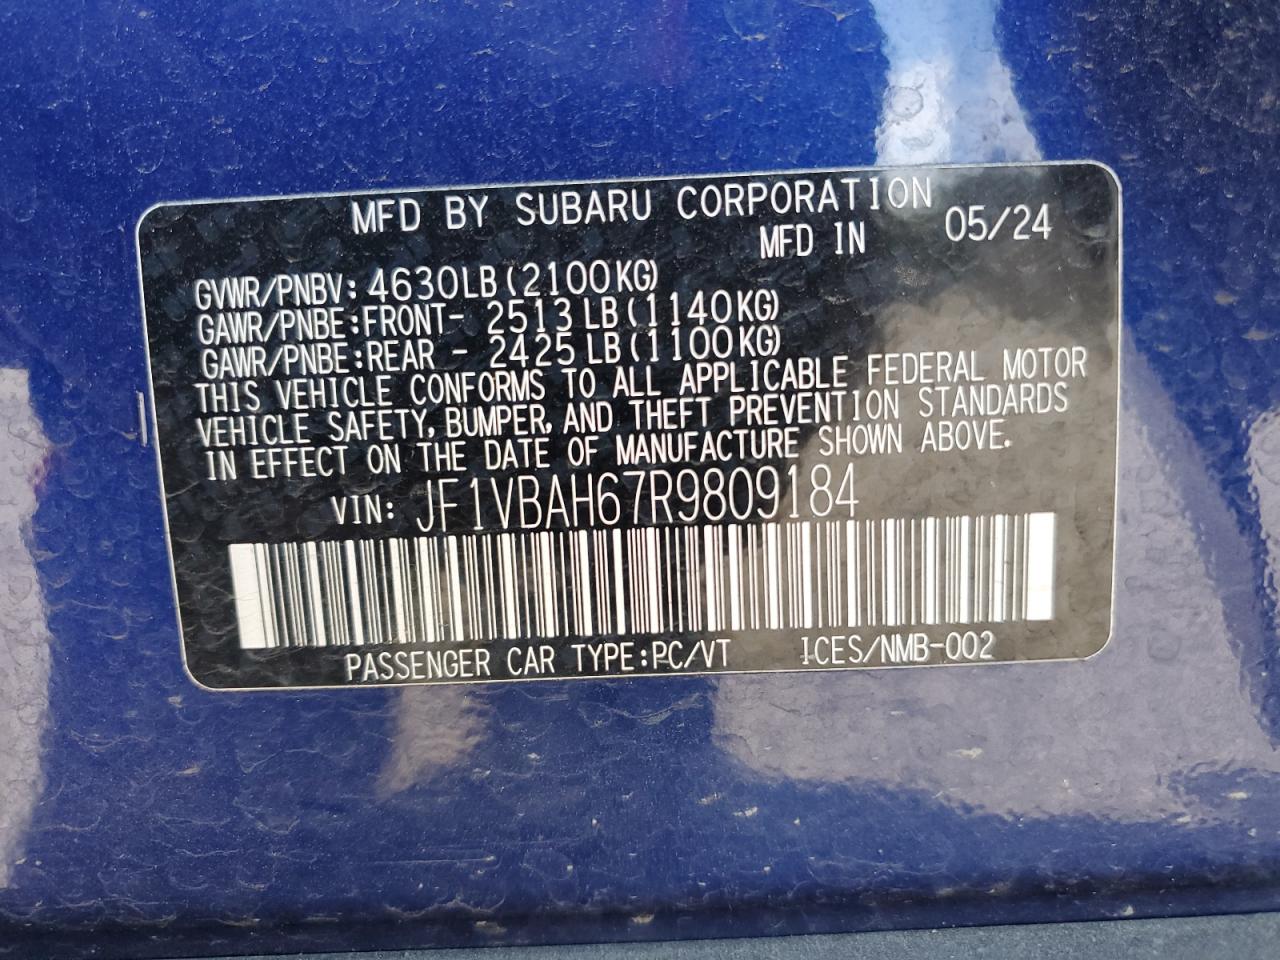 MFD BY SUBARU CORPORATION
MFD IN 05/24
GVWR/PNBV: 4630LB (2100KG)
GAWR/PNBE:FRONT- 2513 LB (1140KG)
GAWR/PNBE:REAR - 2425 LB (1100KG)
THIS VEHICLE CONFORMS TO ALL APPLICABLE FEDERAL MOTOR
VEHICLE SAFETY, BUMPER, AND THEFT PREVENTION STANDARDS
IN EFFECT ON THE DATE OF MANUFACTURE SHOWN ABOVE.
VIN: JF1VBAH67R9809184
PASSENGER CAR TYPE:PC/VT ICES/NMB-002